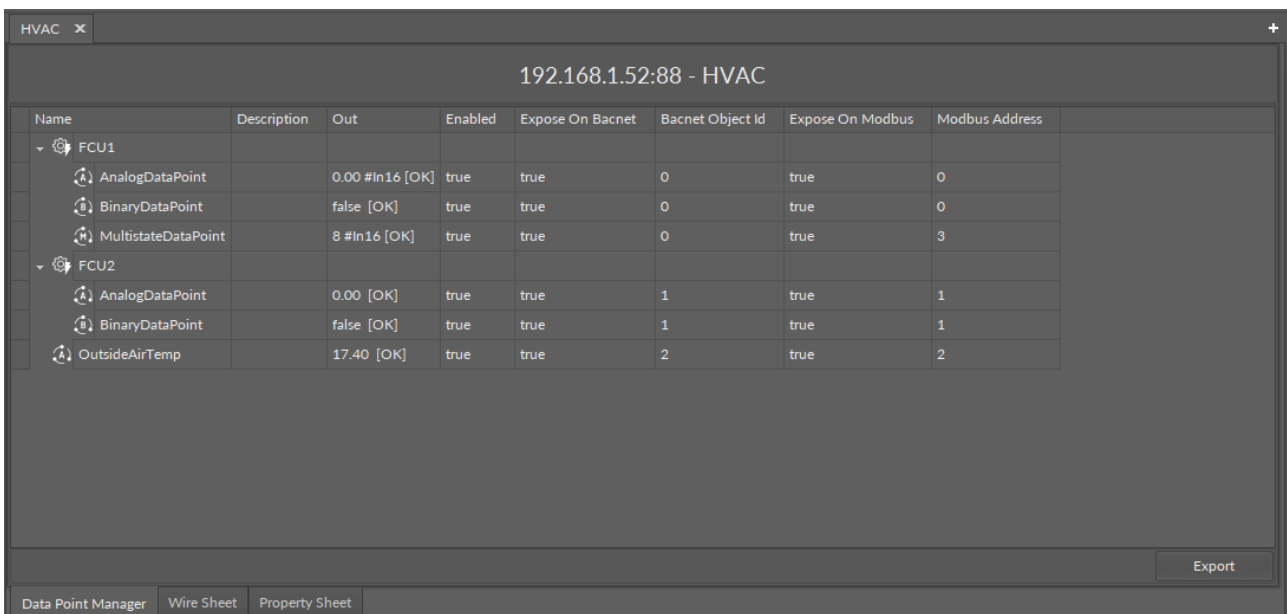 HVAC
192.168.1.52:88 - HVAC
Name Description Out Enabled Expose On Bacnet Bacnet Object Id Expose On Modbus Modbus Address
FCU1
A AnalogDataPoint 0.00 #In16 [OK] true true 0 true 0
B BinaryDataPoint false [OK] true true 0 true 0
M MultistateDataPoint 8 #In16 [OK] true true 0 true 3
FCU2
A AnalogDataPoint 0.00 [OK] true true 1 true 1
B BinaryDataPoint false [OK] true true 1 true 1
A OutsideAirTemp 17.40 [OK] true true 2 true 2
Export
Data Point Manager Wire Sheet Property Sheet